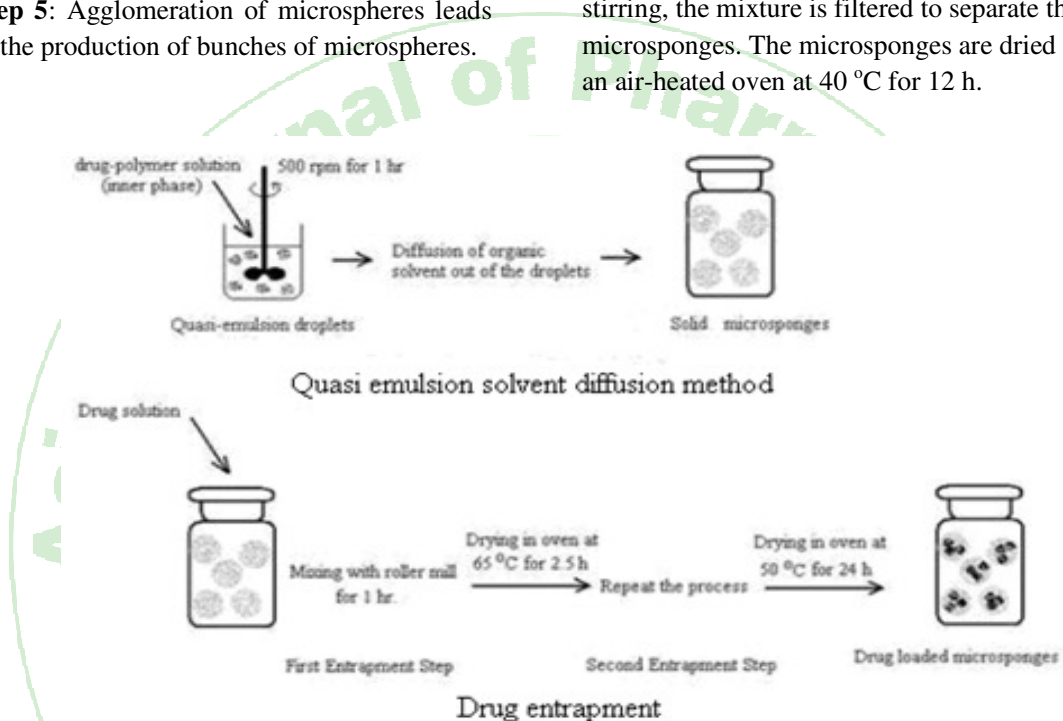 ep 5: Agglomeration of microspheres leads
the production of bunches of microspheres.
stirring, the mixture is filtered to separate th
microsponges. The microsponges are dried
an air-heated oven at 40 °C for 12 h.
nal of Pharm
drug-polymer solution
(inner phase)
500 rpm for 1 hr
Diffusion of organic
solvent out of the droplets
Quasi-emulsion droplets
Solid microsponges
Quasi emulsion solvent diffusion method
Drug solution
Mixing with roller mill
for 1 hr.
Drying in oven at
65 °C for 2.5 h
Repeat the process
Drying in oven at
50 °C for 24 h
First Entrapment Step
Second Entrapment Step
Drug loaded microsponges
Drug entrapment